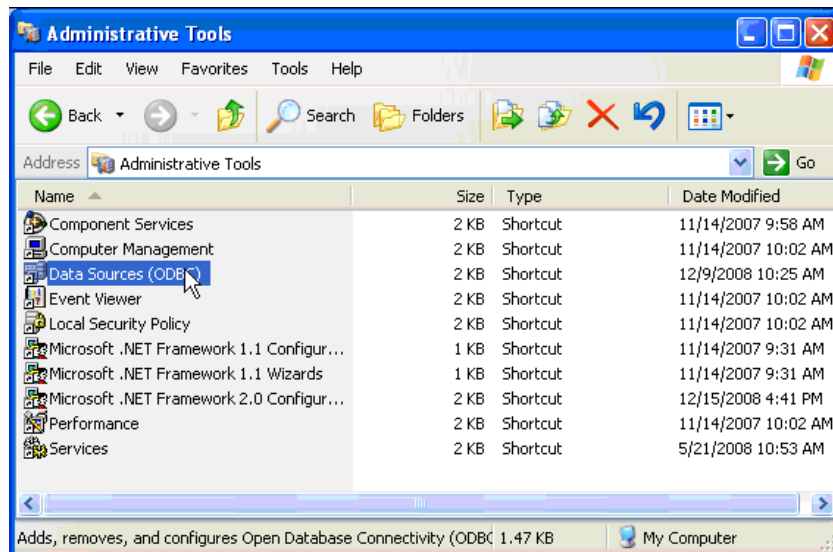 Administrative Tools
File Edit View Favorites Tools Help
Back Search Folders
Address Administrative Tools Go
Name Size Type Date Modified
Component Services 2 KB Shortcut 11/14/2007 9:58 AM
Computer Management 2 KB Shortcut 11/14/2007 10:02 AM
Data Sources (ODBC) 2 KB Shortcut 12/9/2008 10:25 AM
Event Viewer 2 KB Shortcut 11/14/2007 10:02 AM
Local Security Policy 2 KB Shortcut 11/14/2007 10:02 AM
Microsoft .NET Framework 1.1 Configur... 1 KB Shortcut 11/14/2007 9:31 AM
Microsoft .NET Framework 1.1 Wizards 1 KB Shortcut 11/14/2007 9:31 AM
Microsoft .NET Framework 2.0 Configur... 2 KB Shortcut 12/15/2008 4:41 PM
Performance 2 KB Shortcut 11/14/2007 10:02 AM
Services 2 KB Shortcut 5/21/2008 10:53 AM
Adds, removes, and configures Open Database Connectivity (ODBC 1.47 KB My Computer